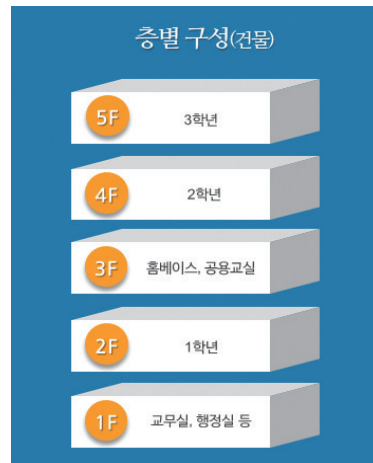 층별 구성(건물)
5F 3학년
4F 2학년
3F 홈베이스, 공용교실
2F 1학년
1F 교무실, 행정실 등